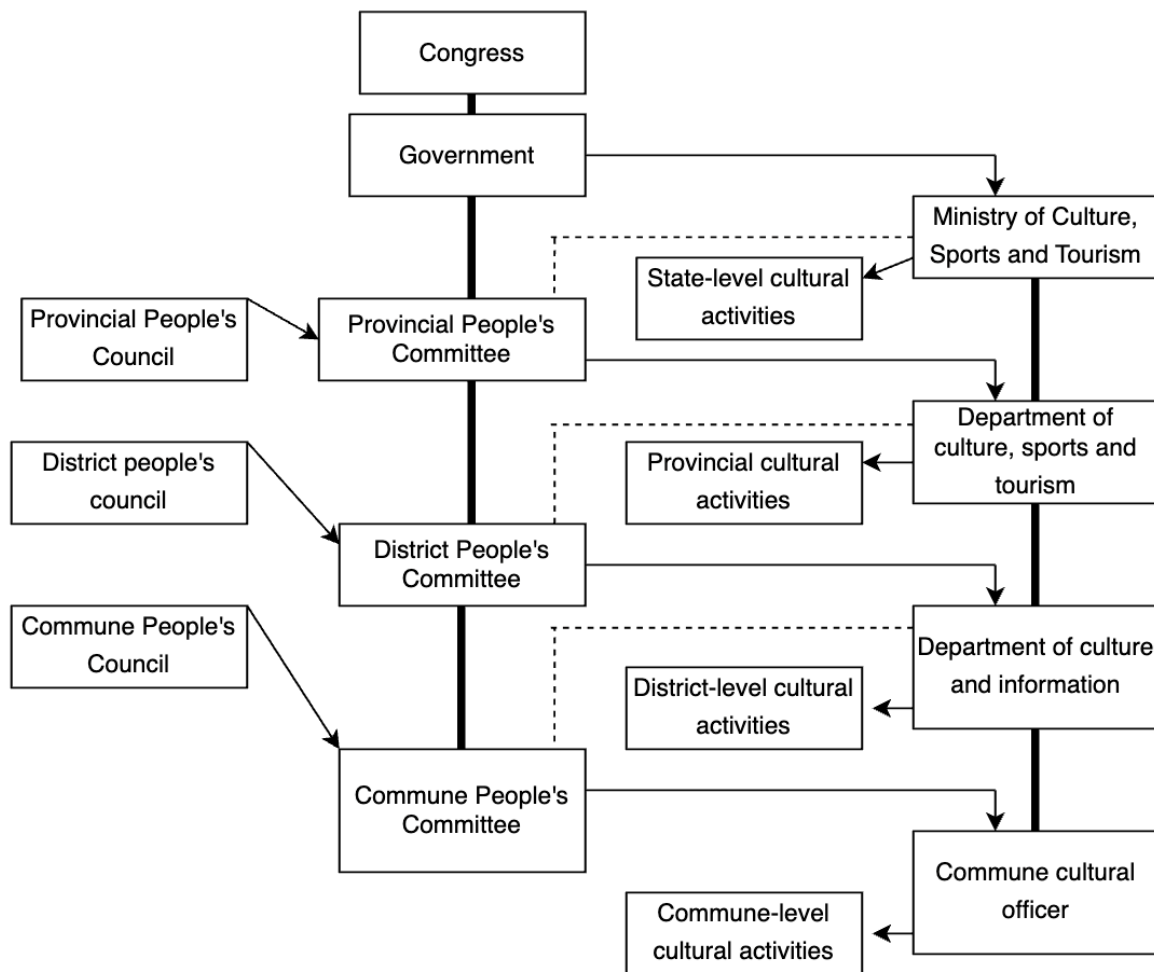 Congress
Government
Ministry of Culture,
Sports and Tourism
State-level cultural
activities
Provincial People's
Council
Provincial People's
Committee
Department of
culture, sports and
tourism
District people's
council
Provincial cultural
activities
District People's
Committee
Commune People's
Council
Department of culture
and information
District-level cultural
activities
Commune People's
Committee
Commune cultural
officer
Commune-level
cultural activities